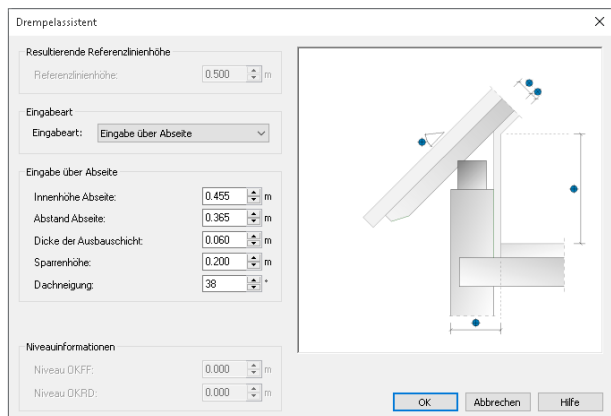 Drempelassistent
Resultierende Referenzlinienhöhe
Referenzlinienhöhe: 0.500 m
Eingabeart
Eingabeart: Eingabe über Abseite
Eingabe über Abseite
Innenhöhe Abseite: 0.455 m
Abstand Abseite: 0.365 m
Dicke der Ausbauschicht: 0.060 m
Sparrenhöhe: 0.200 m
Dachneigung: 38 °
Niveauinformationen
Niveau OKFF: 0.000 m
Niveau OKRD: 0.000 m
OK Abbrechen Hilfe